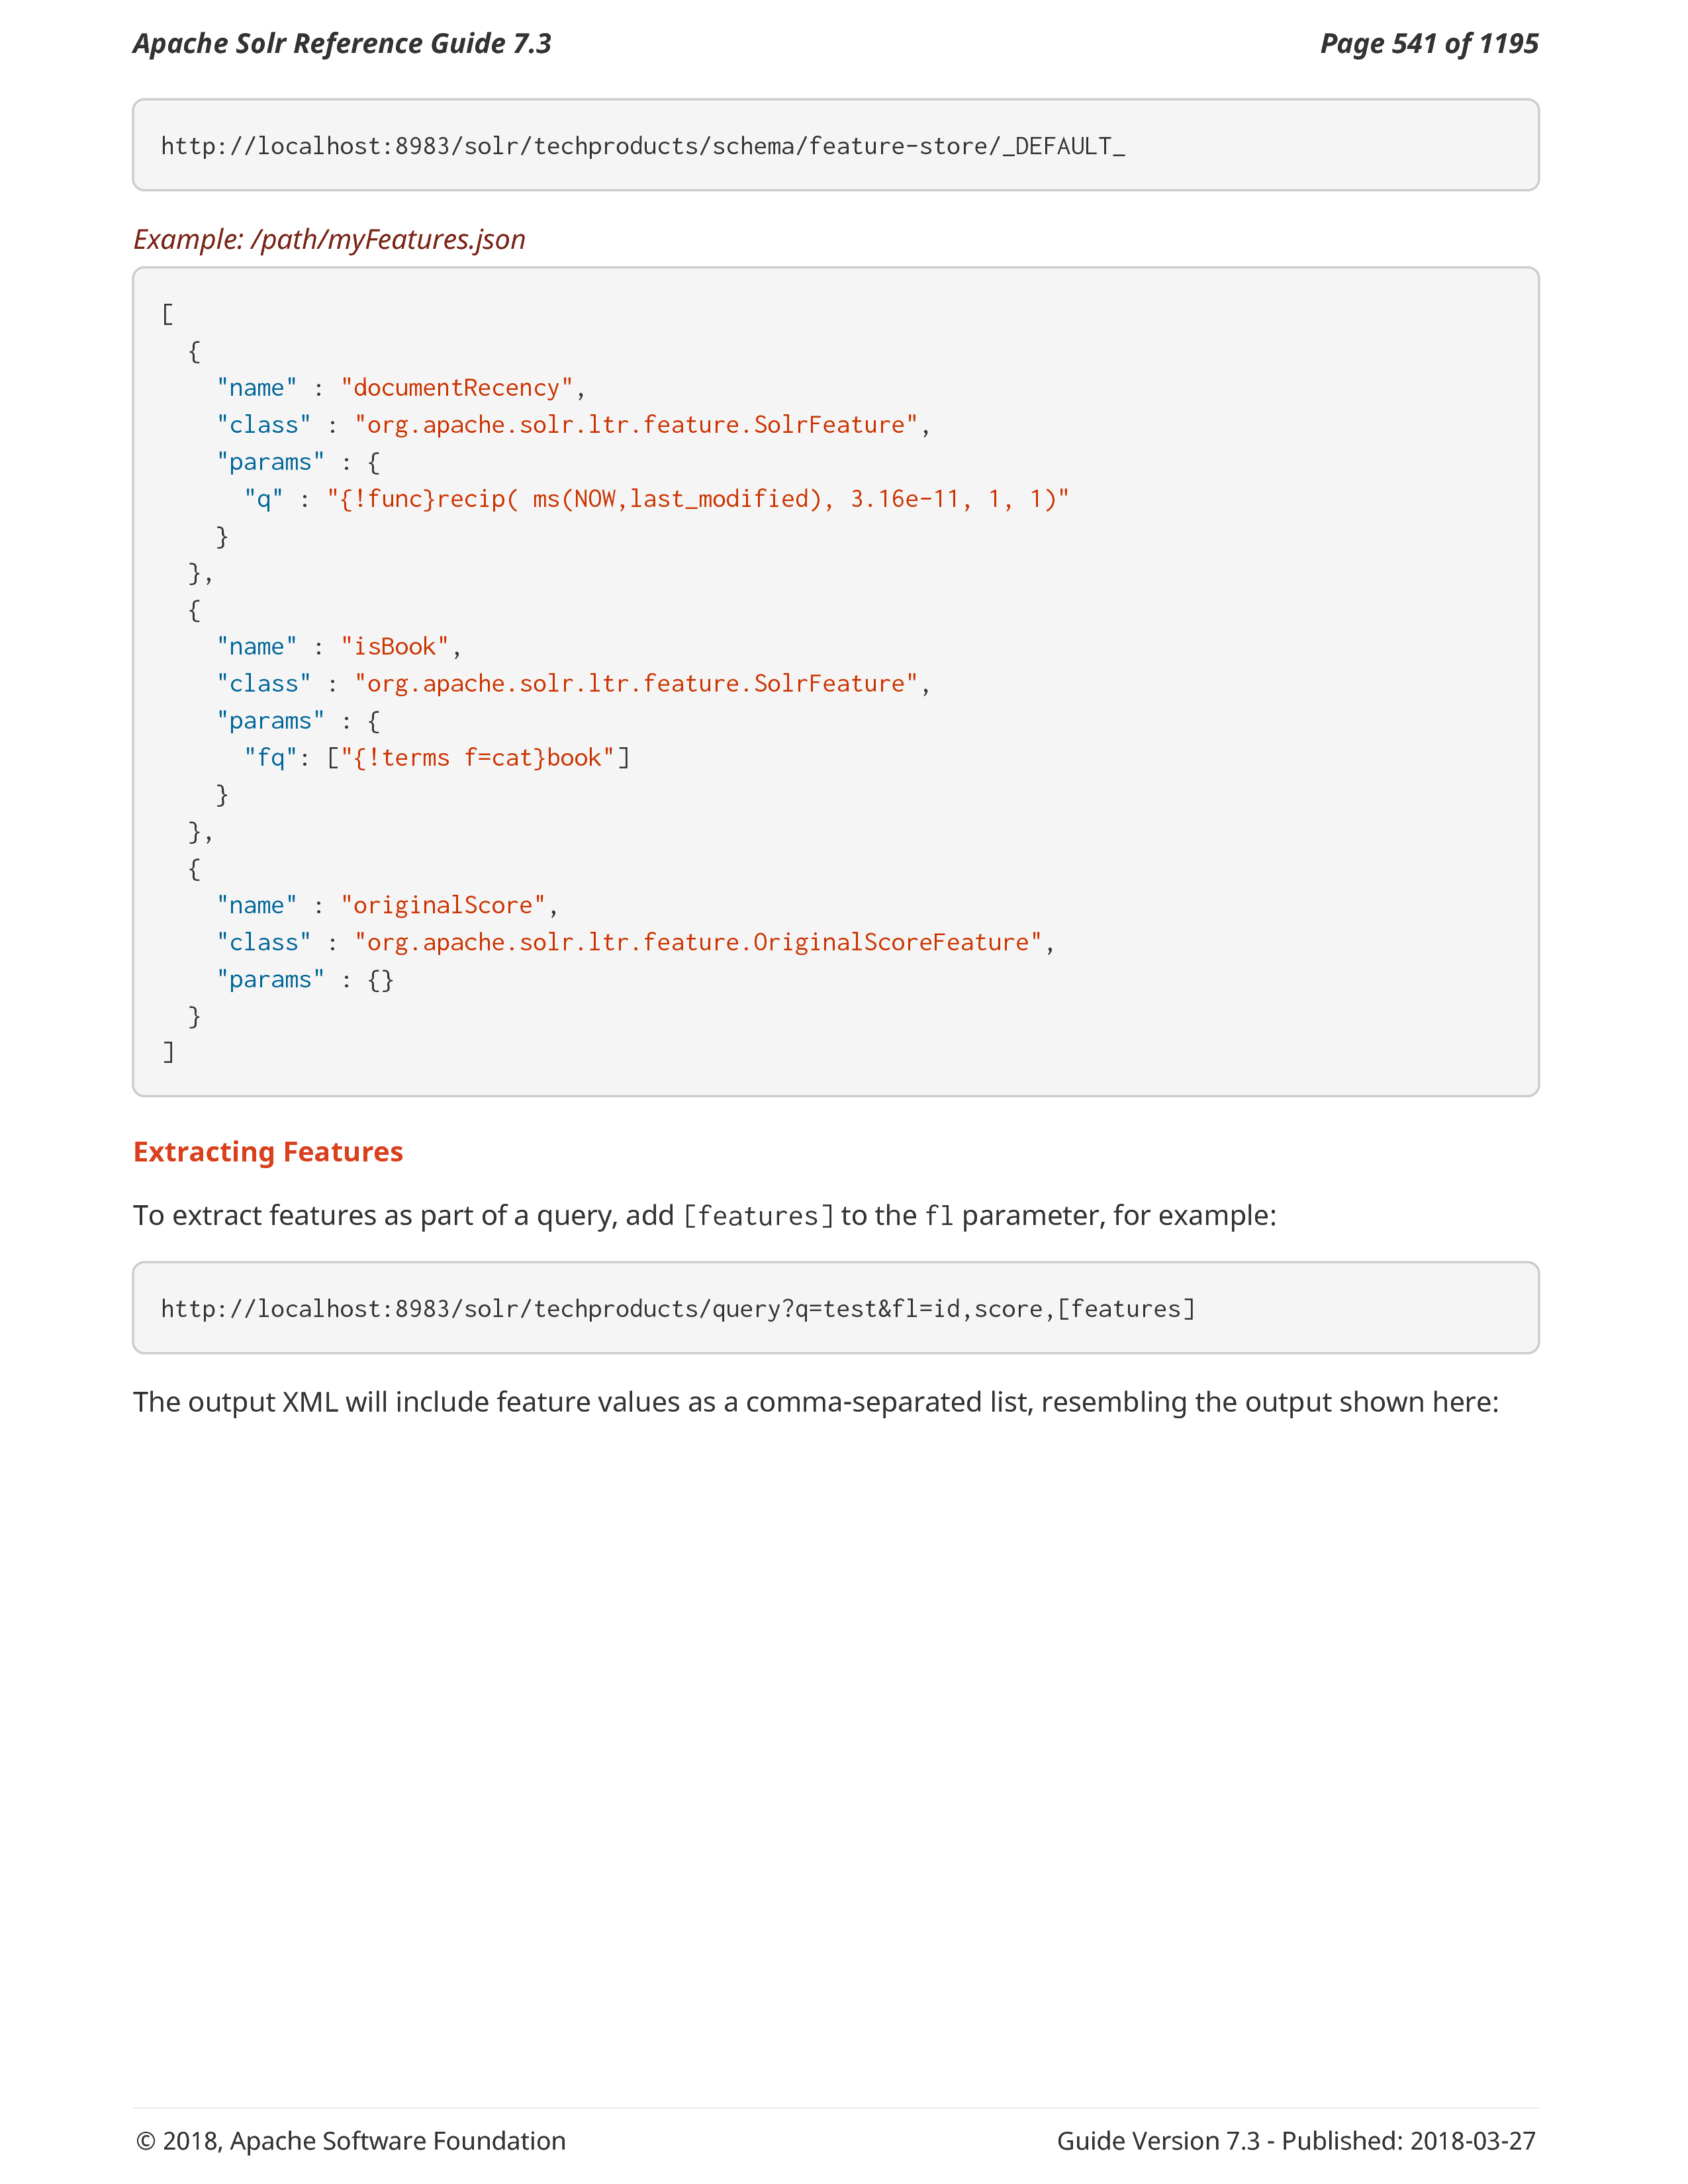 Apache Solr Reference Guide 7.3
Page 541 of 1195
http://localhost:8983/solr/techproducts/schema/feature-store/_DEFAULT_
Example: /path/myFeatures.json
[
  {
    "name" : "documentRecency",
    "class" : "org.apache.solr.ltr.feature.SolrFeature",
    "params" : {
      "q" : "{!func}recip( ms(NOW,last_modified), 3.16e-11, 1, 1)"
    }
  },
  {
    "name" : "isBook",
    "class" : "org.apache.solr.ltr.feature.SolrFeature",
    "params" : {
      "fq": ["{!terms f=cat}book"]
    }
  },
  {
    "name" : "originalScore",
    "class" : "org.apache.solr.ltr.feature.OriginalScoreFeature",
    "params" : {}
  }
]
Extracting Features
To extract features as part of a query, add [features] to the fl parameter, for example:
http://localhost:8983/solr/techproducts/query?q=test&fl=id,score,[features]
The output XML will include feature values as a comma-separated list, resembling the output shown here:
© 2018, Apache Software Foundation
Guide Version 7.3 - Published: 2018-03-27